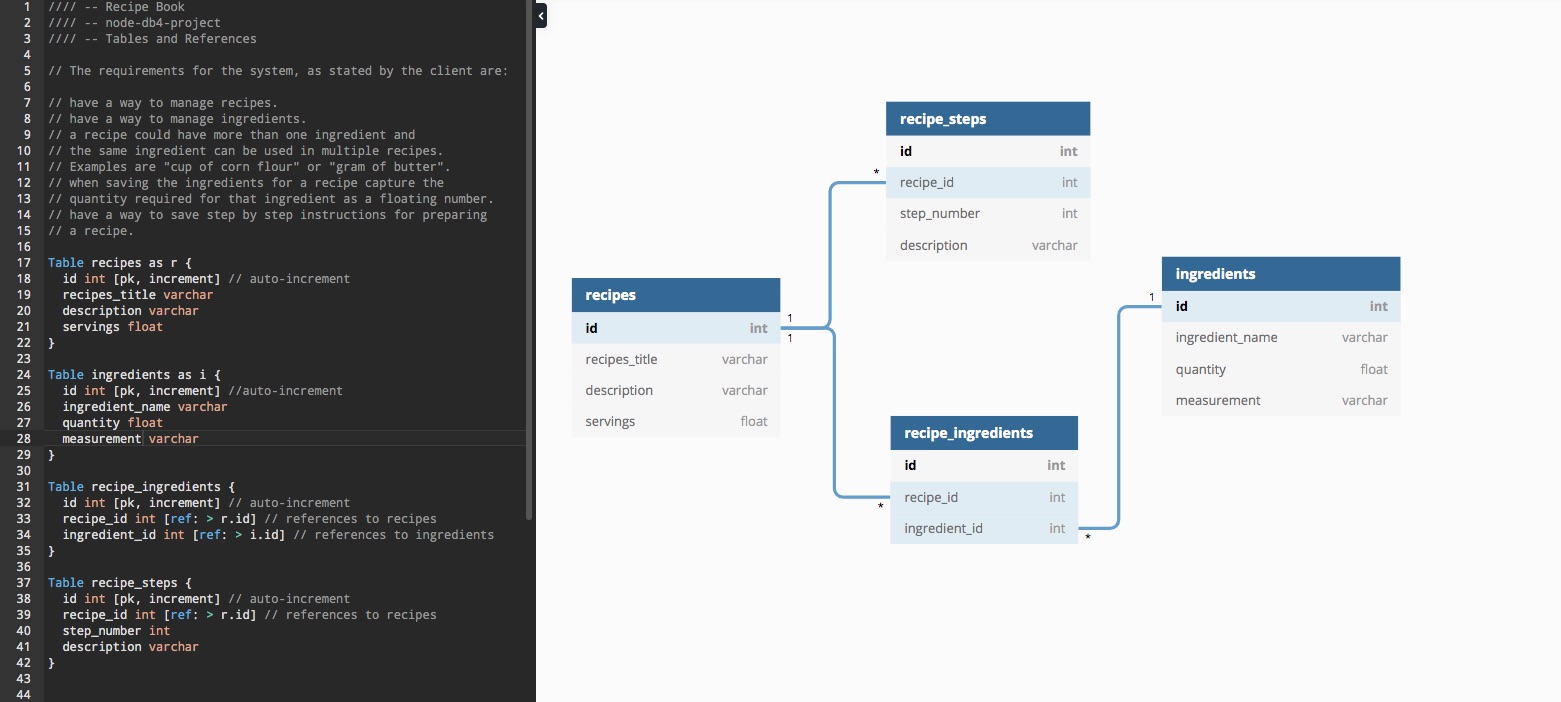 1 //// -- Recipe Book
2 //// -- node-db4-project
3 //// -- Tables and References
4
5 // The requirements for the system, as stated by the client are:
6
7 // have a way to manage recipes.
8 // have a way to manage ingredients.
9 // a recipe could have more than one ingredient and
10 // the same ingredient can be used in multiple recipes.
11 // Examples are "cup of corn flour" or "gram of butter".
12 // when saving the ingredients for a recipe capture the
13 // quantity required for that ingredient as a floating number.
14 // have a way to save step by step instructions for preparing
15 // a recipe.
16
17 Table recipes as r {
18 id int [pk, increment] // auto-increment
19 recipes_title varchar
20 description varchar
21 servings float
22 }
23
24 Table ingredients as i {
25 id int [pk, increment] //auto-increment
26 ingredient_name varchar
27 quantity float
28 measurement varchar
29 }
30
31 Table recipe_ingredients {
32 id int [pk, increment] // auto-increment
33 recipe_id int [ref: > r.id] // references to recipes
34 ingredient_id int [ref: > i.id] // references to ingredients
35 }
36
37 Table recipe_steps {
38 id int [pk, increment] // auto-increment
39 recipe_id int [ref: > r.id] // references to recipes
40 step_number int
41 description varchar
42 }
43
44
recipe_steps
id int
* recipe_id int
step_number int
description varchar
recipes
id int 1
1
recipes_title varchar
description varchar
servings float
ingredients
1 id int
ingredient_name varchar
quantity float
measurement varchar
recipe_ingredients
id int
recipe_id int
*
ingredient_id int
*